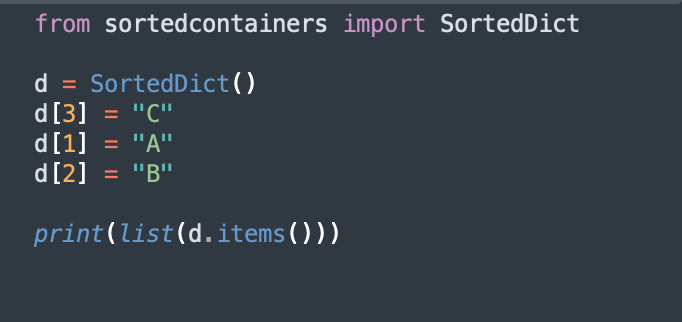 from sortedcontainers import SortedDict
d = SortedDict()
d[3] = "C"
d[1] = "A"
d[2] = "B"
print(list(d.items()))